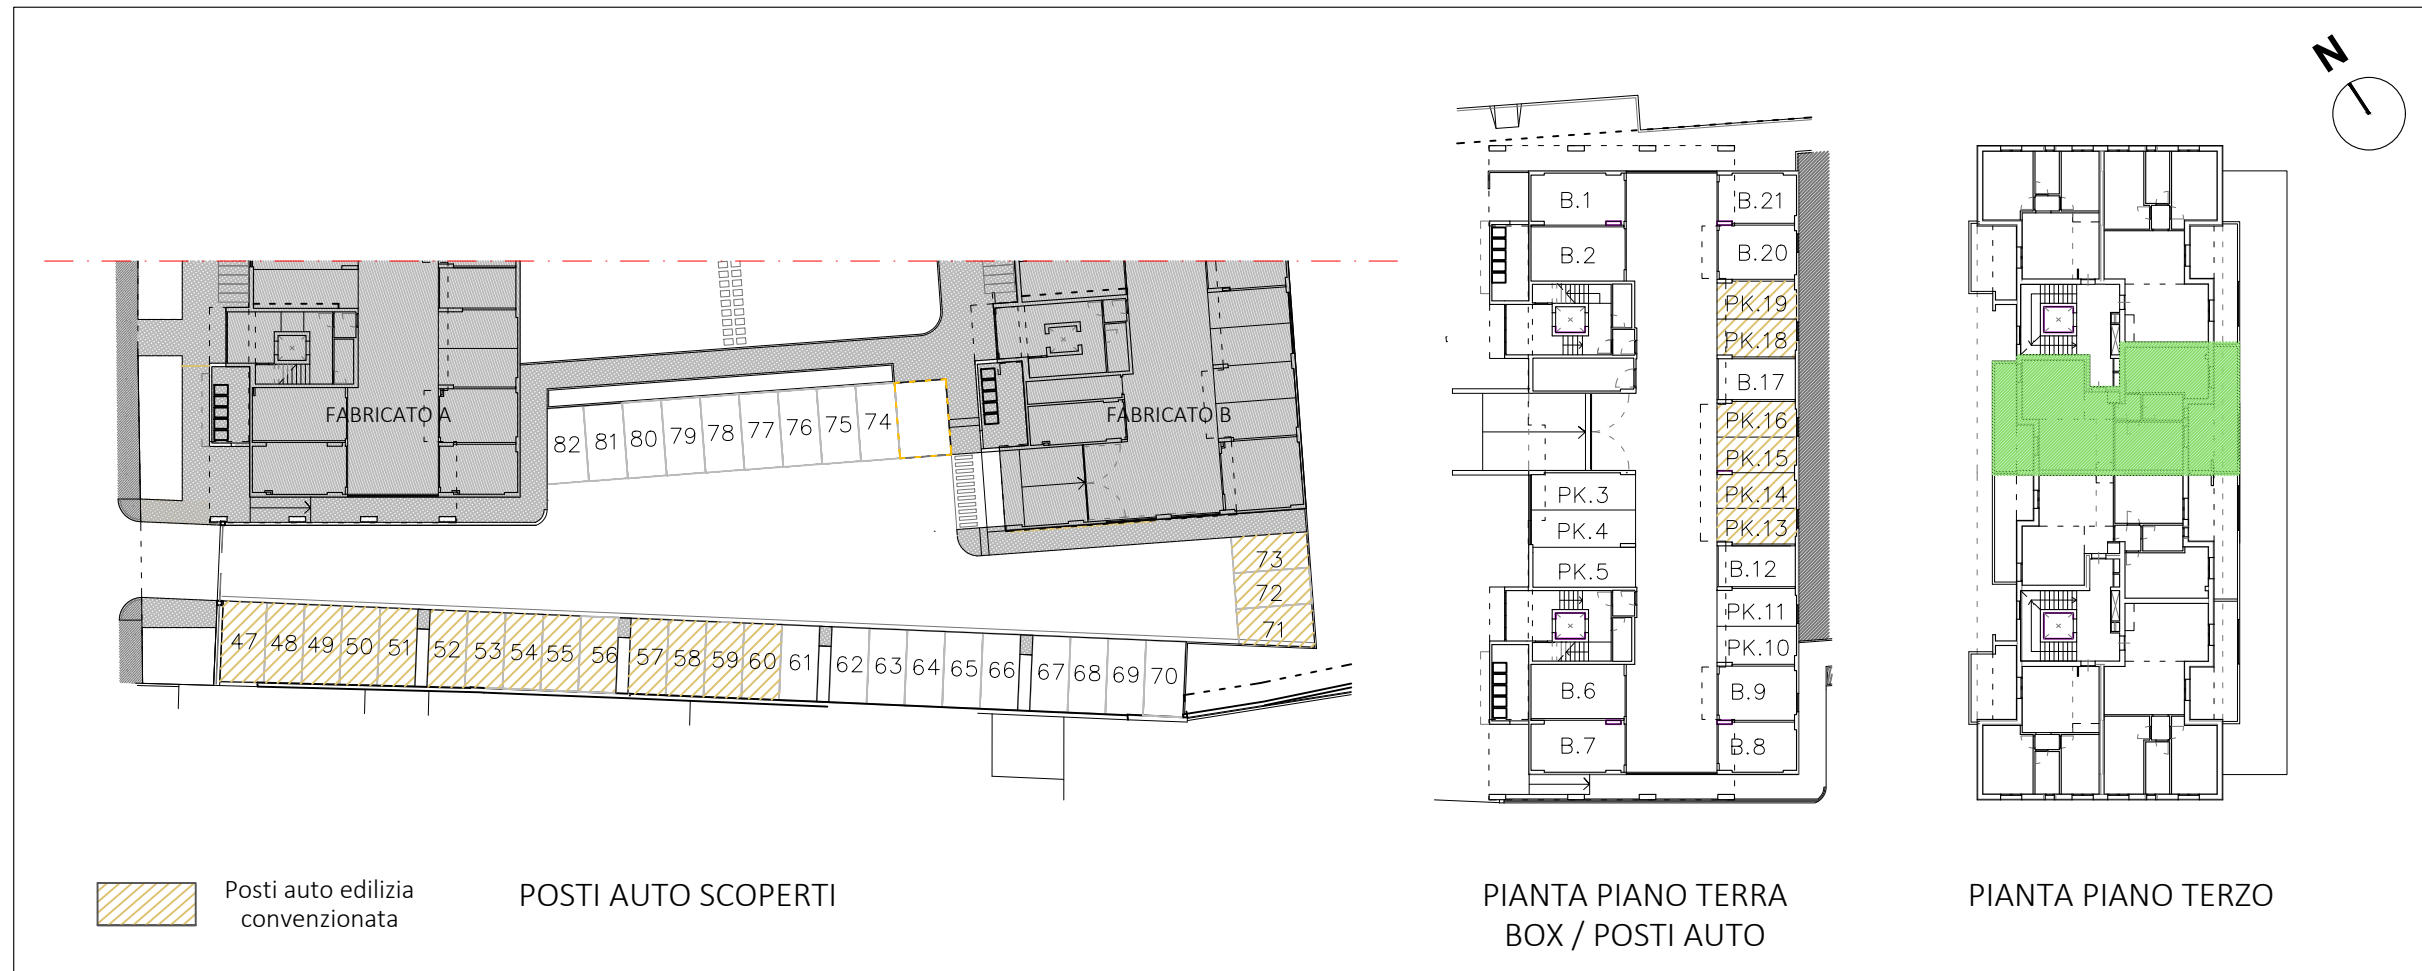 N
FABRICATO A
FABRICATO B
82 81 80 79 78 77 76 75 74
73
72
71
47 48 49 50 51 52 53 54 55 56 57 58 59 60 61 62 63 64 65 66 67 68 69 70
B.1
B.21
B.2
B.20
PK.19
PK.18
B.17
PK.16
PK.15
PK.3
PK.14
PK.4
PK.13
PK.5
B.12
PK.11
PK.10
B.6
B.9
B.7
B.8
Posti auto edilizia
convenzionata
POSTI AUTO SCOPERTI
PIANTA PIANO TERRA
BOX / POSTI AUTO
PIANTA PIANO TERZO